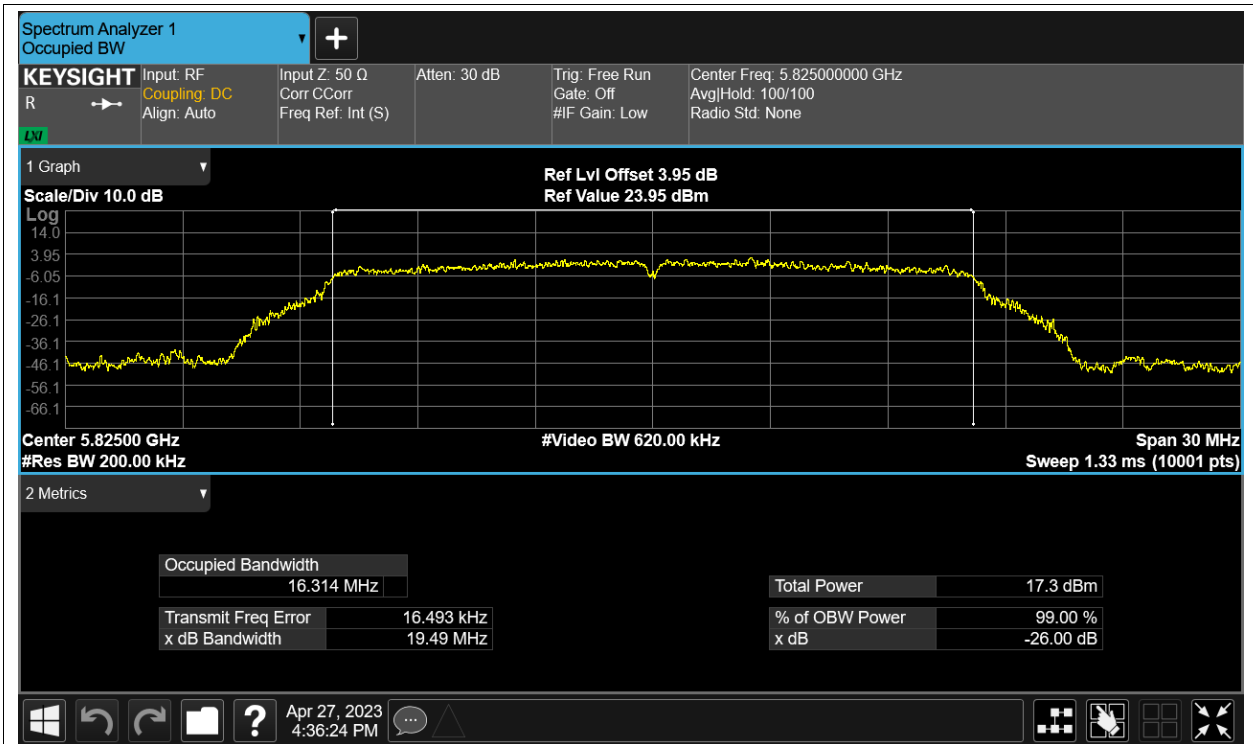 Spectrum Analyzer 1
Occupied BW
+
KEYSIGHT Input: RF Input Z: 50 Ω Atten: 30 dB Trig: Free Run Center Freq: 5.825000000 GHz
R Coupling: DC Corr CCorr Gate: Off Avg|Hold: 100/100
Align: Auto Freq Ref: Int (S) #IF Gain: Low Radio Std: None
LXI
1 Graph
Ref Lvl Offset 3.95 dB
Scale/Div 10.0 dB Ref Value 23.95 dBm
Log
14.0
3.95
-6.05
-16.1
-26.1
-36.1
-46.1
-56.1
-66.1
Center 5.82500 GHz #Video BW 620.00 kHz Span 30 MHz
#Res BW 200.00 kHz Sweep 1.33 ms (10001 pts)
2 Metrics
Occupied Bandwidth
16.314 MHz Total Power 17.3 dBm
Transmit Freq Error 16.493 kHz % of OBW Power 99.00 %
x dB Bandwidth 19.49 MHz x dB -26.00 dB
? Apr 27, 2023
4:36:24 PM